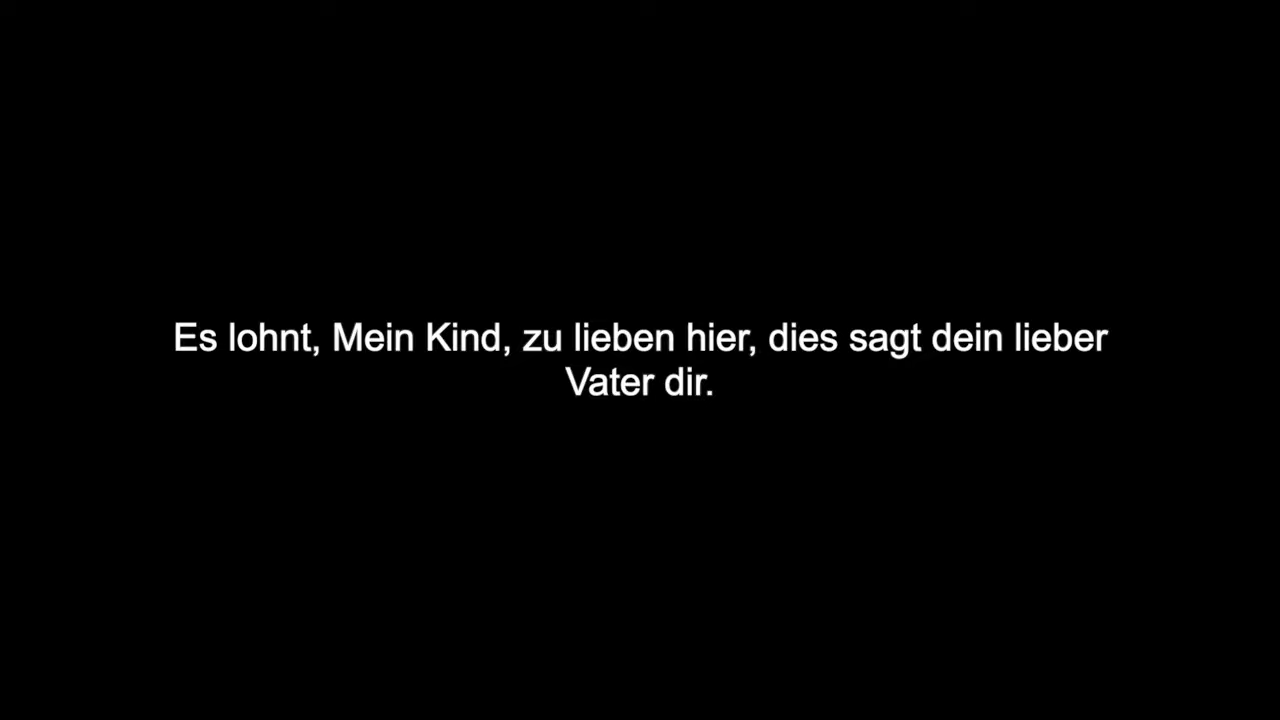 Es lohnt, Mein Kind, zu lieben hier, dies sagt dein lieber
Vater dir.